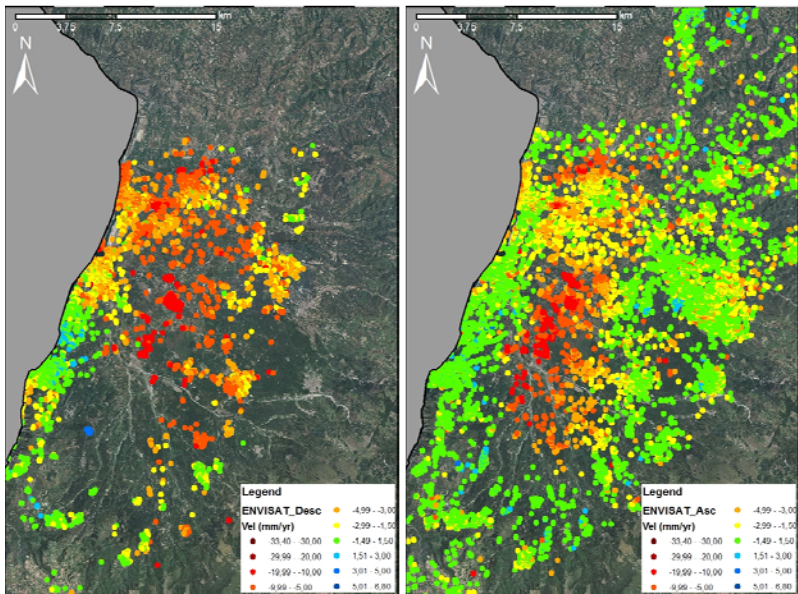 km
0 3,75 7,5 15
N
Legend
ENVISAT_Desc
Vel (mm/yr)
-33,40 - -30,00
-29,99 - -20,00
-19,99 - -10,00
-9,99 - -5,00
-4,99 - -3,00
-2,99 - -1,50
-1,49 - 1,50
1,51 - 3,00
3,01 - 5,00
5,01 - 6,80
km
0 3,75 7,5 15
N
Legend
ENVISAT_Asc
Vel (mm/yr)
-33,40 - -30,00
-29,99 - -20,00
-19,99 - -10,00
-9,99 - -5,00
-4,99 - -3,00
-2,99 - -1,50
-1,49 - 1,50
1,51 - 3,00
3,01 - 5,00
5,01 - 6,80